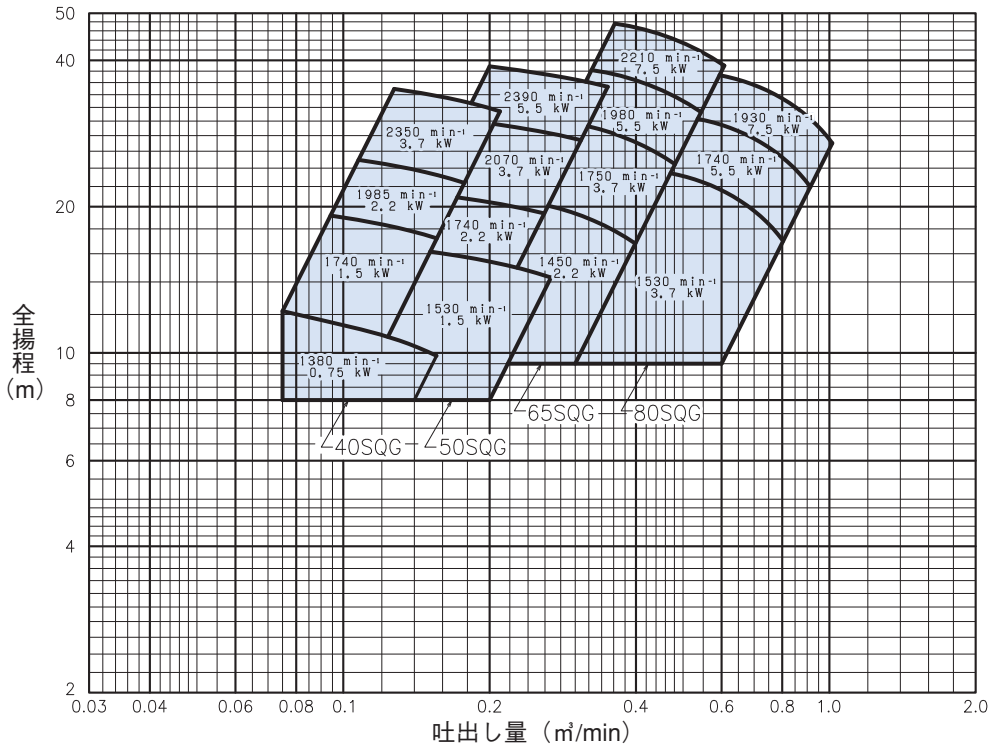 50
40
20
10
8
6
4
2
全揚程
(m)
2210 min⁻¹
7.5 kW
2390 min⁻¹
5.5 kW
1980 min⁻¹
5.5 kW
1930 min⁻¹
7.5 kW
2350 min⁻¹
3.7 kW
2070 min⁻¹
3.7 kW
1740 min⁻¹
5.5 kW
1750 min⁻¹
3.7 kW
1985 min⁻¹
2.2 kW
1740 min⁻¹
2.2 kW
1740 min⁻¹
1.5 kW
1450 min⁻¹
2.2 kW
1530 min⁻¹
3.7 kW
1530 min⁻¹
1.5 kW
1380 min⁻¹
0.75 kW
40SQG
50SQG
65SQG
80SQG
0.03 0.04 0.06 0.08 0.1 0.2 0.4 0.6 0.8 1.0 2.0
吐出し量（㎥/min）